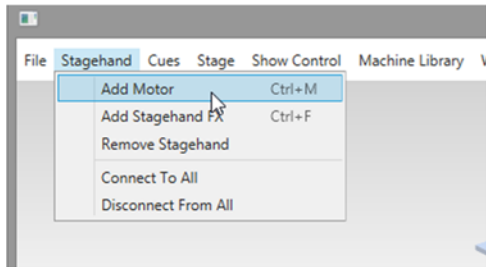 File Stagehand Cues Stage Show Control Machine Library
Add Motor Ctrl+M
Add Stagehand FX Ctrl+F
Remove Stagehand
Connect To All
Disconnect From All